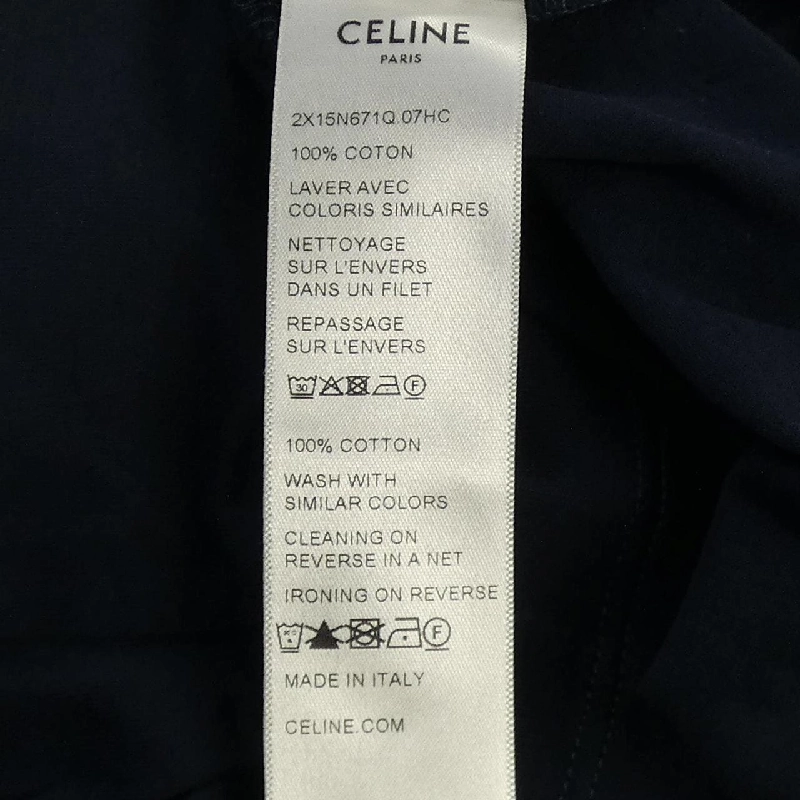 CELINE
PARIS
2X15N671Q.07HC
100% COTON
LAVER AVEC
COLORIS SIMILAIRES
NETTOYAGE
SUR L'ENVERS
DANS UN FILET
REPASSAGE
SUR L'ENVERS
30 F
100% COTTON
WASH WITH
SIMILAR COLORS
CLEANING ON
REVERSE IN A NET
IRONING ON REVERSE
F
MADE IN ITALY
CELINE.COM